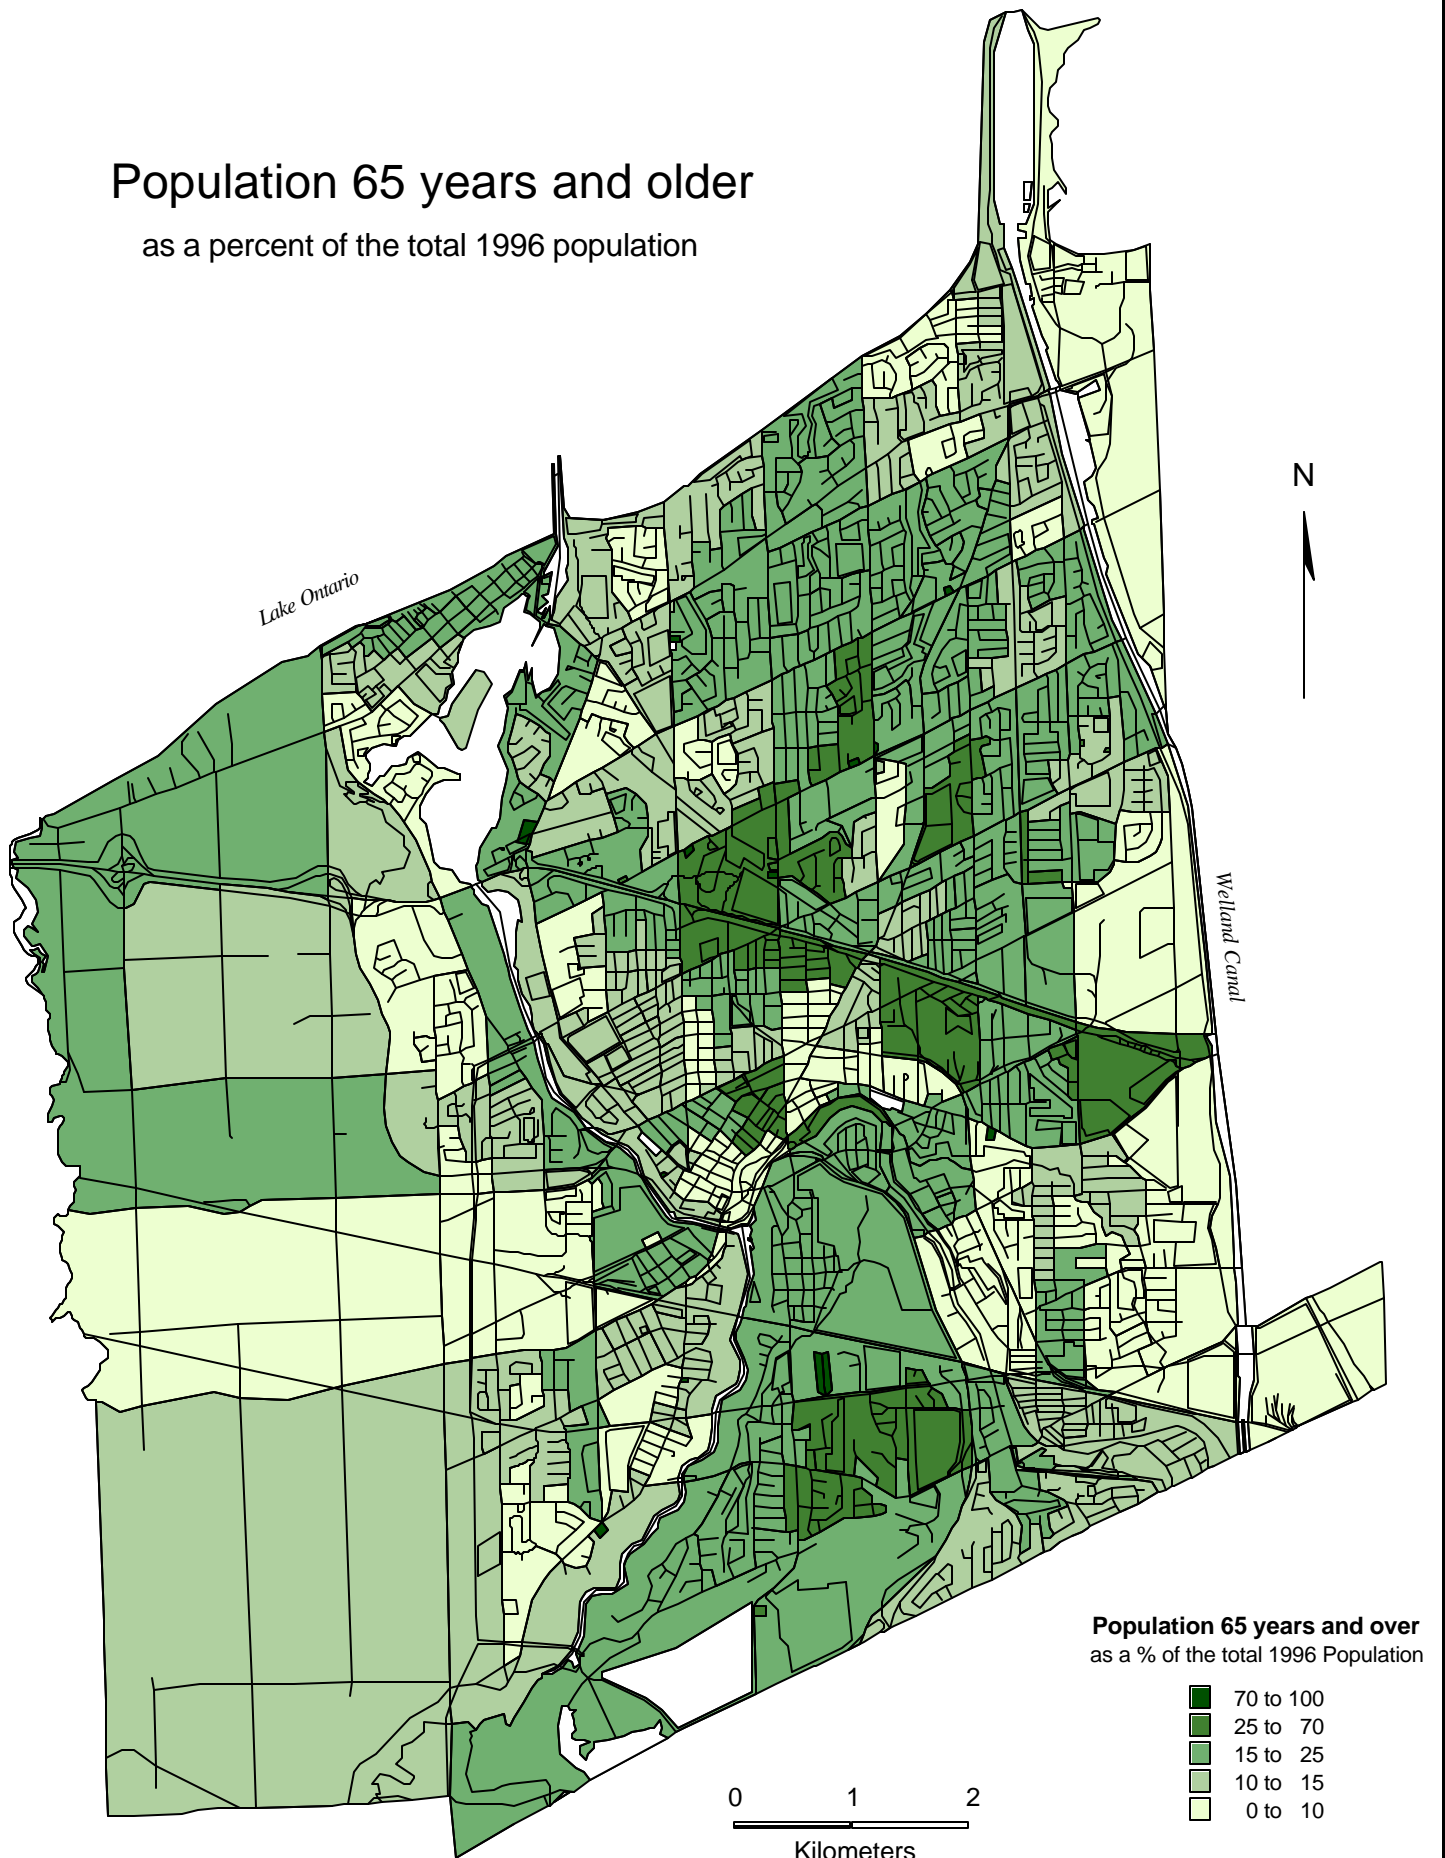 Population 65 years and older
as a percent of the total 1996 population
N
Lake Ontario
Welland Canal
Population 65 years and over
as a % of the total 1996 Population
70 to 100
25 to 70
15 to 25
10 to 15
0 to 10
0 1 2
Kilometers